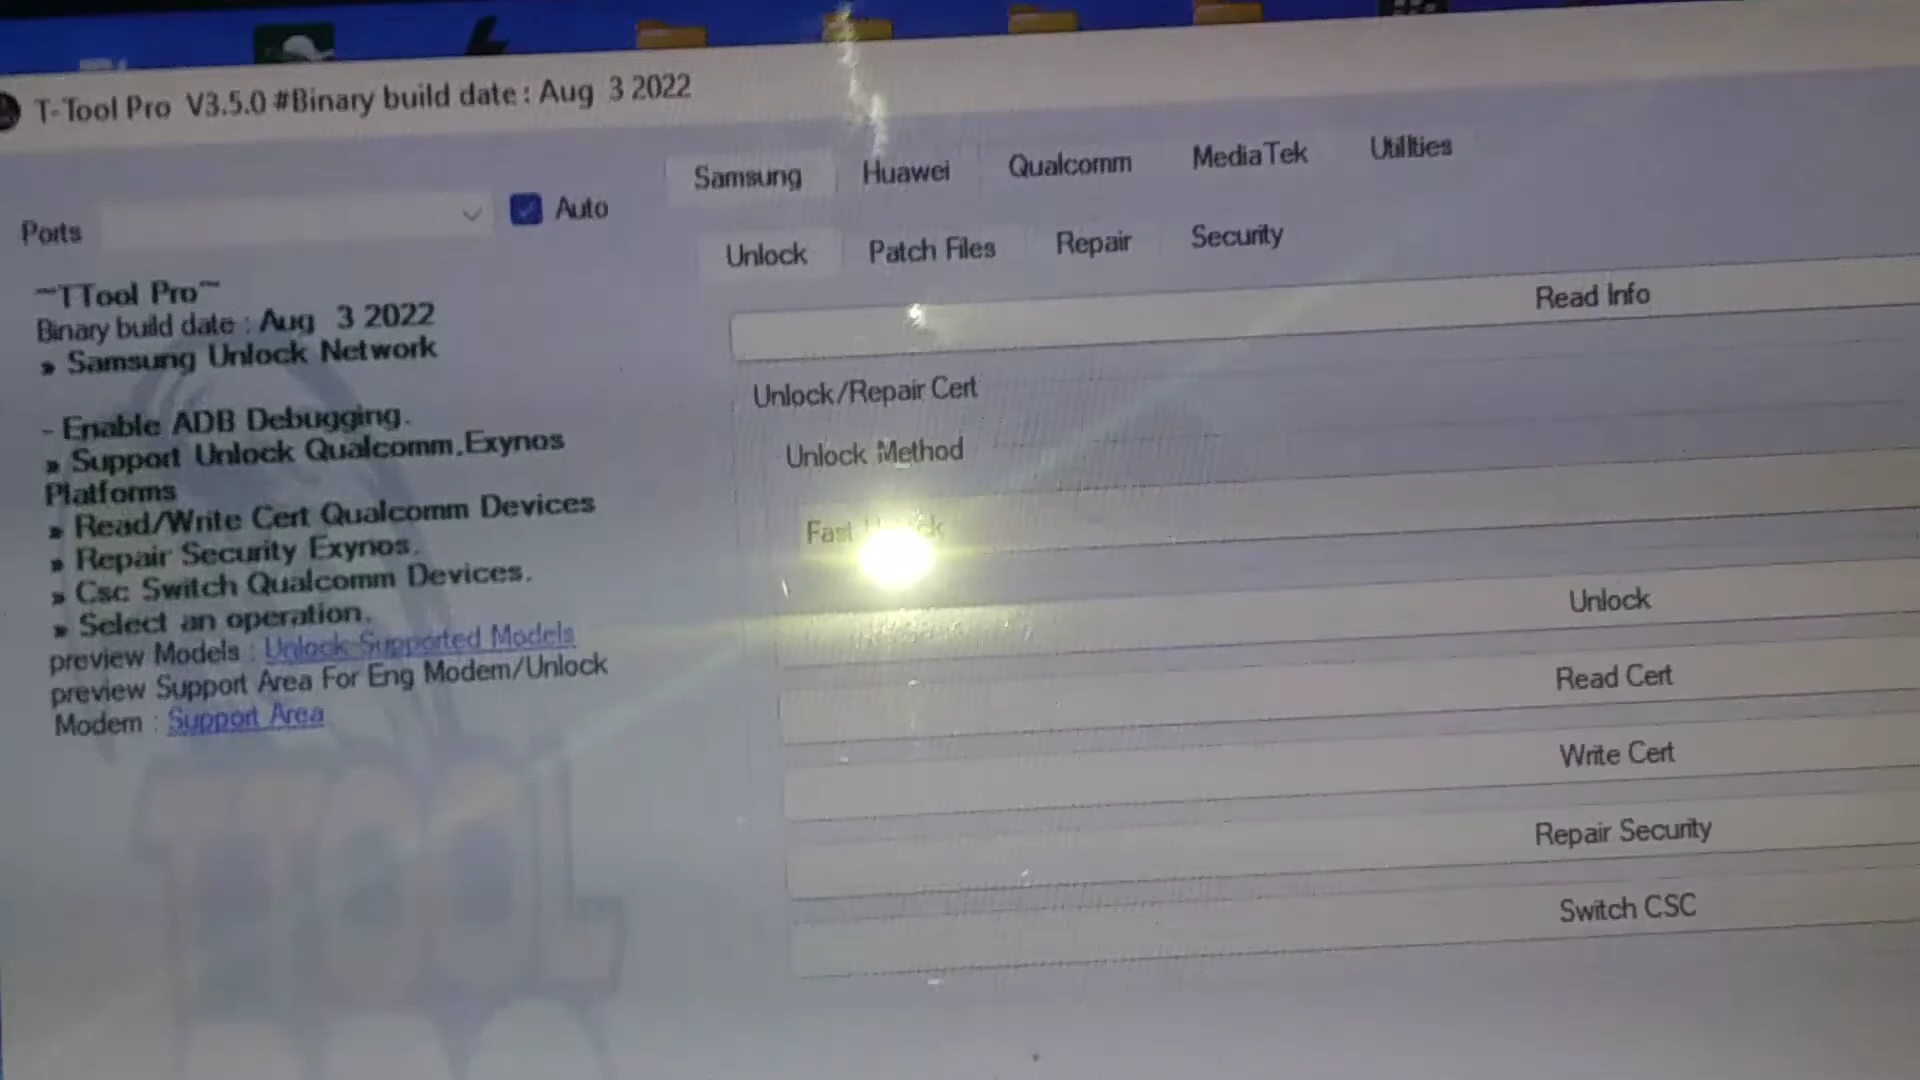 T-Tool Pro V3.5.0 #Binary build date : Aug 3 2022
Samsung Huawei Qualcomm MediaTek Utilities
Ports Auto
Unlock Patch Files Repair Security
~TTool Pro~
Binary build date : Aug 3 2022
» Samsung Unlock Network
- Enable ADB Debugging.
» Support Unlock Qualcomm,Exynos
Platforms
» Read/Write Cert Qualcomm Devices
» Repair Security Exynos.
» Csc Switch Qualcomm Devices.
» Select an operation.
preview Models : Unlock Supported Models
preview Support Area For Eng Modem/Unlock
Modem : Support Area
Read Info
Unlock/Repair Cert
Unlock Method
Fast
Unlock
Read Cert
Write Cert
Repair Security
Switch CSC